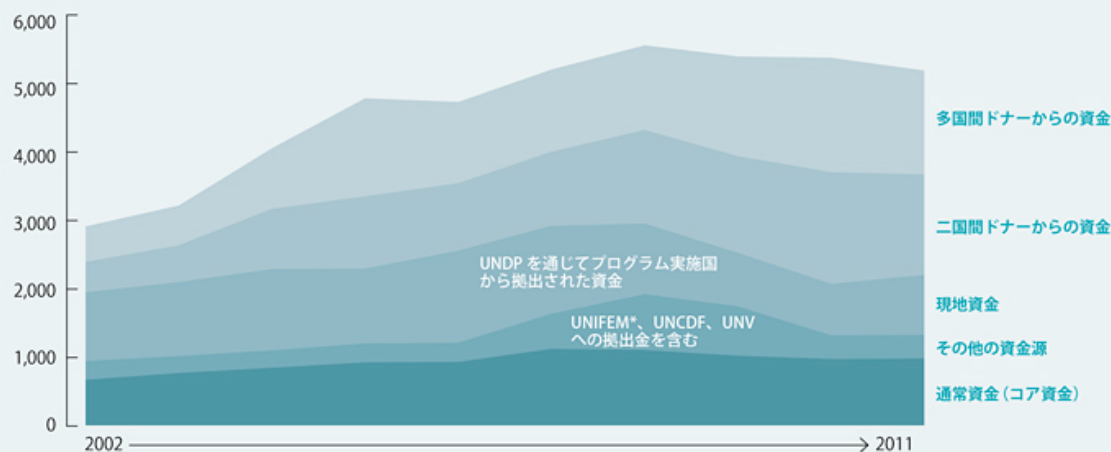 6,000
5,000
4,000
3,000
2,000
1,000
0
多国間ドナーからの資金
二国間ドナーからの資金
UNDP を通じてプログラム実施国
から拠出された資金
現地資金
UNIFEM*、UNCDF、UNV
への拠出金を含む
その他の資金源
通常資金（コア資金）
2002
2011